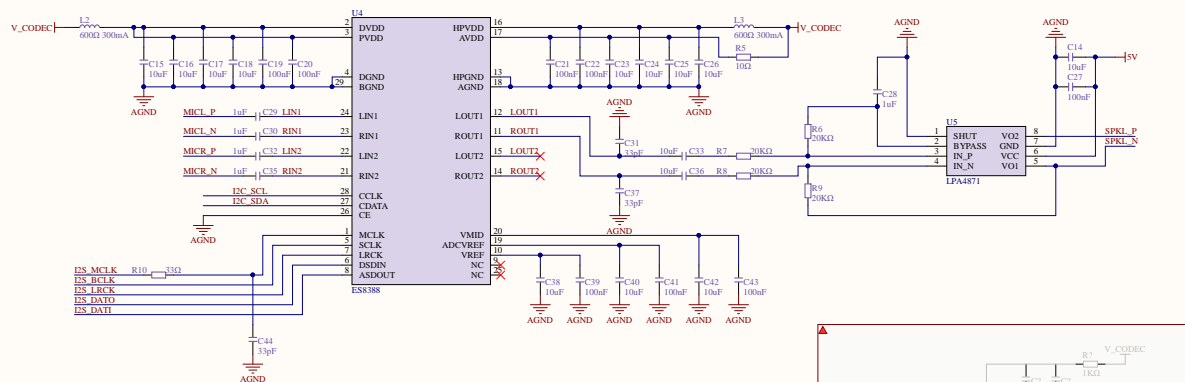 U4
L2
V_CODEC
600Ω 300mA
2 DVDD
3 PVDD
HPVDD 16
AVDD 17
L3
V_CODEC
600Ω 300mA
R5
10Ω
C15
10uF
C16
10uF
C17
10uF
C18
10uF
C19
100nF
C20
100nF
4 DGND
29 BGND
HPGND 13
AGND 18
C21
100nF
C22
100nF
C23
10uF
C24
10uF
C25
10uF
C26
10uF
AGND
AGND
AGND
AGND
C14
10uF
5V
C27
100nF
C28
1uF
MICL_P 1uF C29 LIN1 24 LIN1
MICL_N 1uF C30 RIN1 23 RIN1
MICR_P 1uF C32 LIN2 22 LIN2
MICR_N 1uF C35 RIN2 21 RIN2
LOUT1 12 LOUT1
ROUT1 11 ROUT1
LOUT2 15 LOUT2
ROUT2 14 ROUT2
AGND
C31
33pF
10uF C33 R7 20KΩ
10uF C36 R8 20KΩ
C37
33pF
AGND
R6
20KΩ
R9
20KΩ
U5
1 SHUT VO2 8
2 BYPASS GND 7
3 IN_P VCC 6
4 IN_N VO1 5
LPA4871
SPKL_P
SPKL_N
I2C_SCL 28 CCLK
I2C_SDA 27 CDATA
26 CE
AGND
1 MCLK
5 SCLK
7 LRCK
6 DSDIN
8 ASDOUT
VMID 20
ADCVREF 19
VREF 10
NC 9
NC 25
ES8388
I2S_MCLK R10 33Ω
I2S_BCLK
I2S_LRCK
I2S_DATO
I2S_DATI
C44
33pF
AGND
C38
10uF
C39
100nF
C40
10uF
C41
100nF
C42
10uF
C43
100nF
AGND
AGND
AGND
AGND
AGND
AGND
V_CODEC
R?
1KΩ